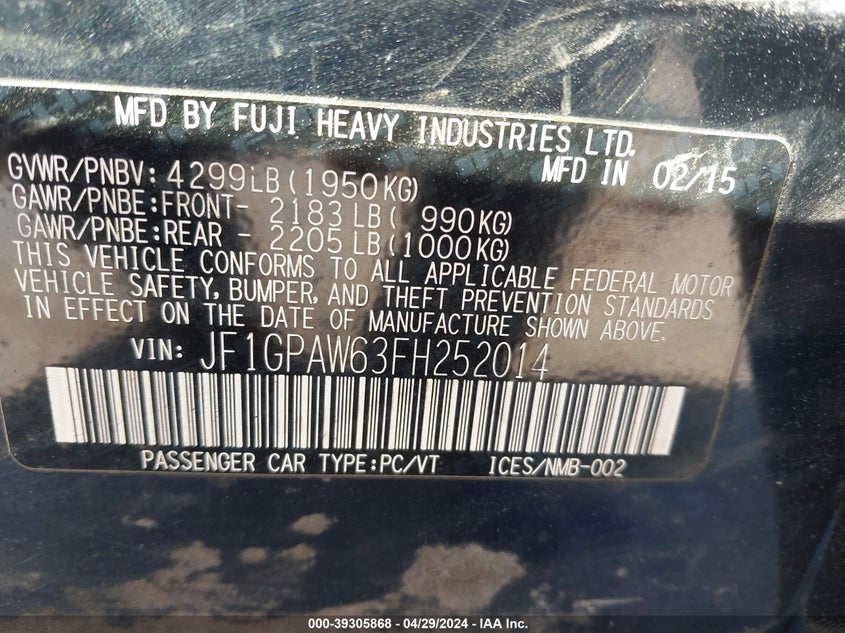 MFD BY FUJI HEAVY INDUSTRIES LTD.
GVWR/PNBV: 4299LB(1950KG) MFD IN 02/15
GAWR/PNBE:FRONT- 2183LB( 990KG)
GAWR/PNBE:REAR - 2205LB(1000KG)
THIS VEHICLE CONFORMS TO ALL APPLICABLE FEDERAL MOTOR
VEHICLE SAFETY, BUMPER, AND THEFT PREVENTION STANDARDS
IN EFFECT ON THE DATE OF MANUFACTURE SHOWN ABOVE.
VIN: JF1GPAW63FH252014
PASSENGER CAR TYPE:PC/VT ICES/NMB-002
000-39305868 / 04/29/2024 - IAA Inc.